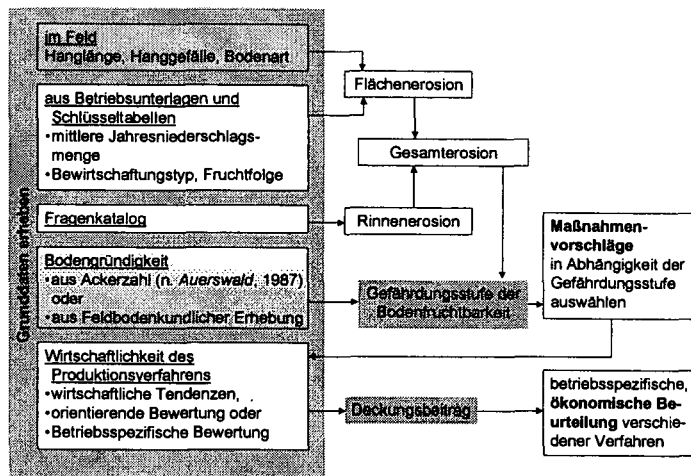 Grunddaten erheben
im Feld
Hanglänge, Hanggefälle, Bodenart
aus Betriebsunterlagen und
Schlüsseltabellen
•mittlere Jahresniederschlags-
menge
•Bewirtschaftungstyp, Fruchtfolge
Fragenkatalog
Bodengründigkeit
•aus Ackerzahl (n. Auerswald, 1987)
oder
•aus Feldbodenkundlicher Erhebung
Wirtschaftlichkeit des
Produktionsverfahrens
•wirtschaftliche Tendenzen,
•orientierende Bewertung oder
•Betriebsspezifische Bewertung
Flächenerosion
Gesamterosion
Rinnenerosion
Gefährdungsstufe der
Bodenfruchtbarkeit
Maßnahmen-
vorschläge
in Abhängigkeit der
Gefährdungsstufe
auswählen
Deckungsbeitrag
betriebsspezifische,
ökonomische Be-
urteilung verschie-
dener Verfahren